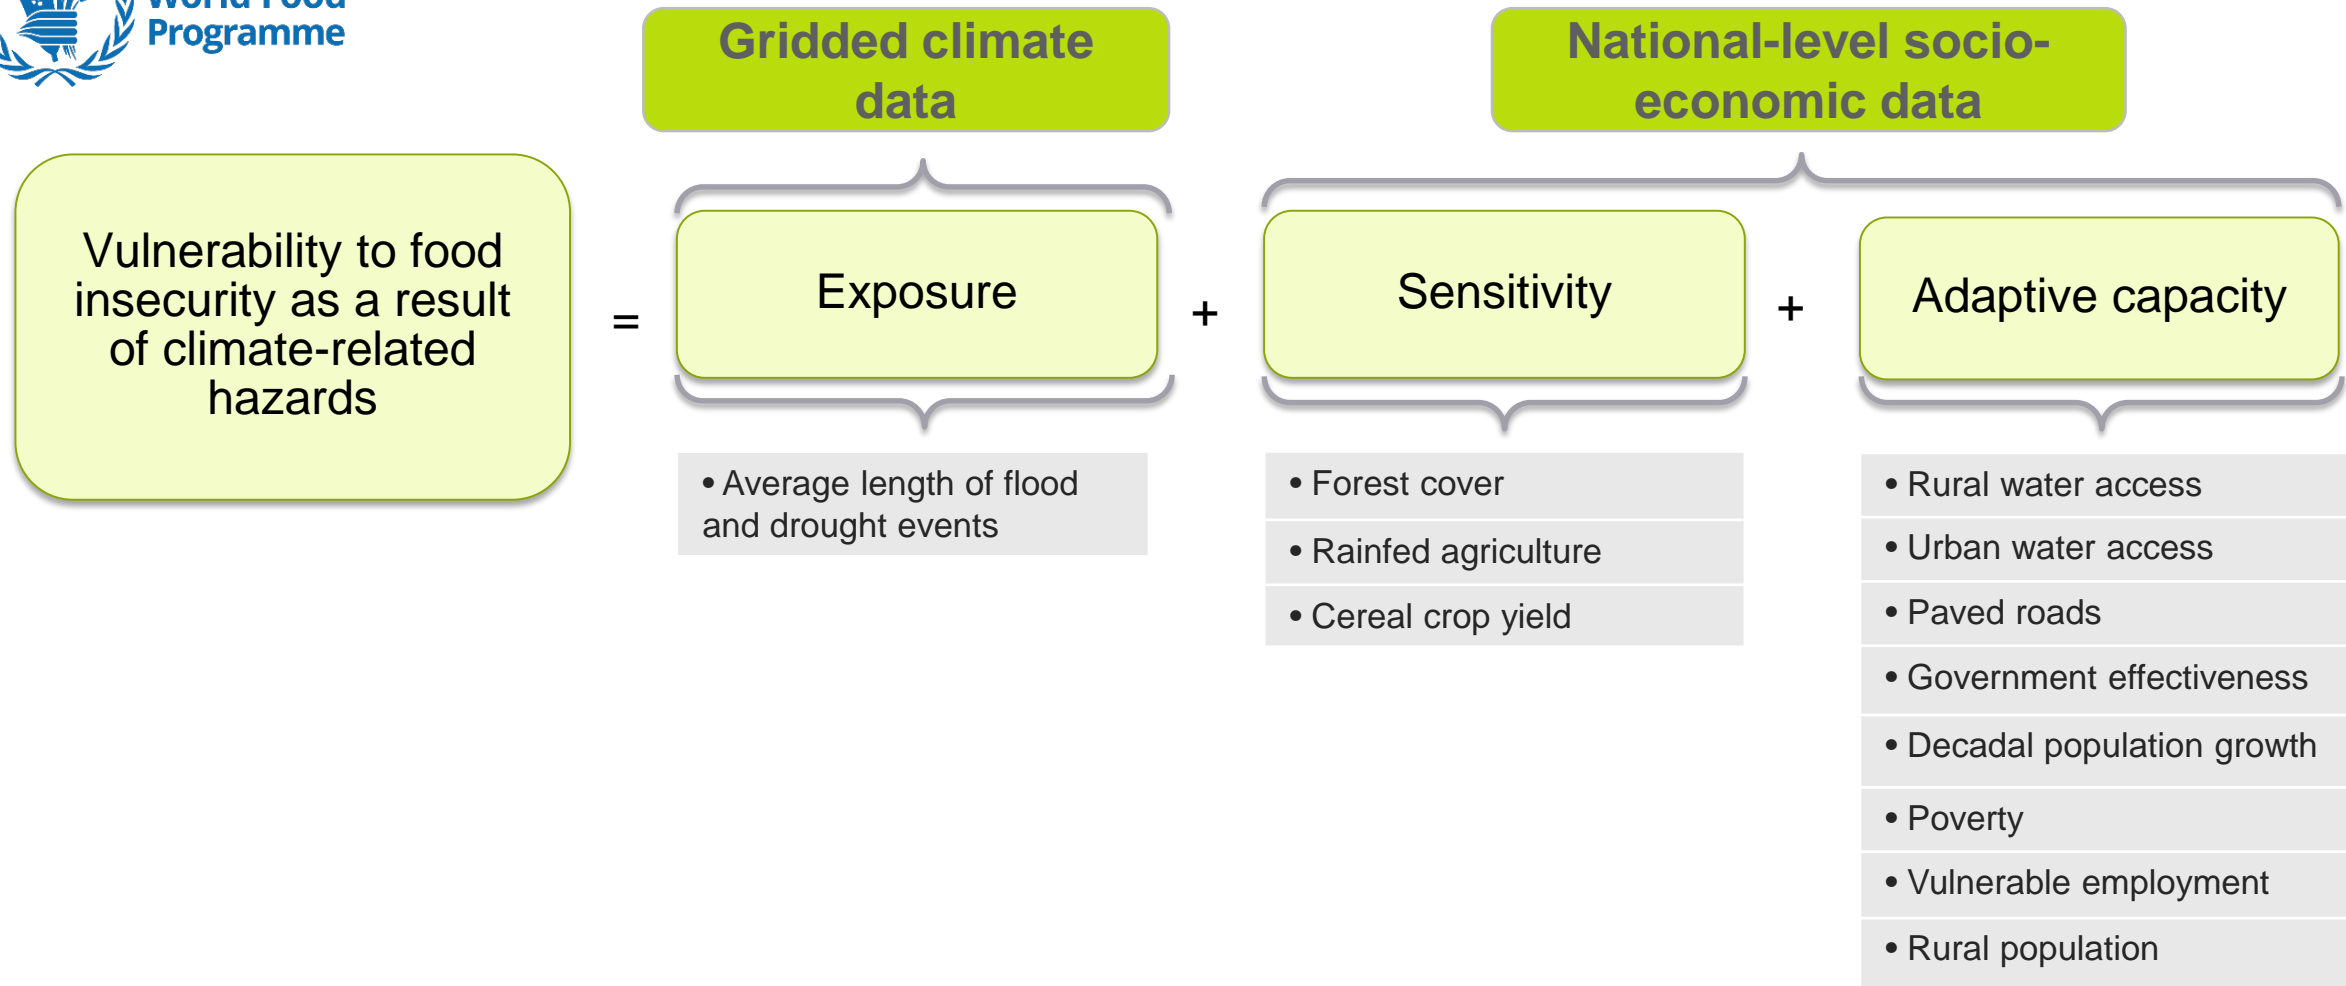 World Food
Programme
Gridded climate
data
National-level socio-
economic data
Vulnerability to food
insecurity as a result
of climate-related
hazards
=
Exposure
+
Sensitivity
+
Adaptive capacity
• Average length of flood
and drought events
• Forest cover
• Rainfed agriculture
• Cereal crop yield
• Rural water access
• Urban water access
• Paved roads
• Government effectiveness
• Decadal population growth
• Poverty
• Vulnerable employment
• Rural population